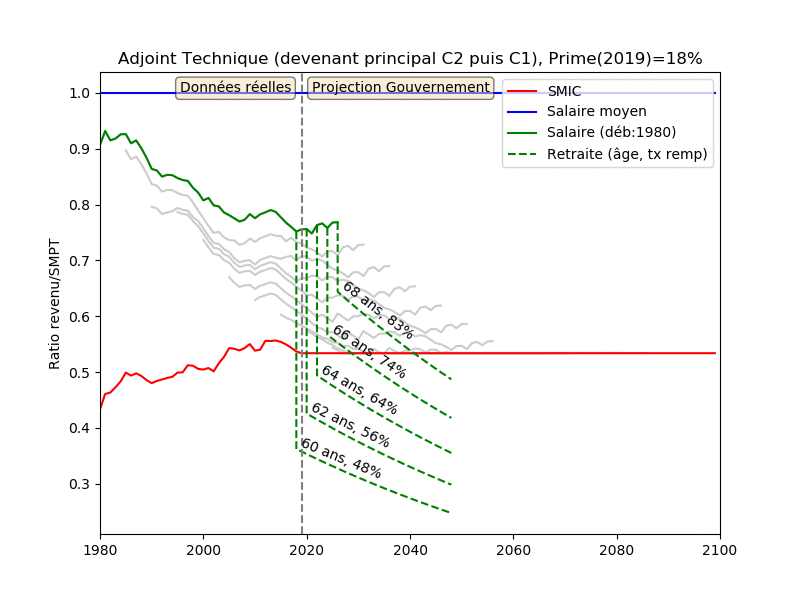 Adjoint Technique (devenant principal C2 puis C1), Prime(2019)=18%
Données réelles
Projection Gouvernement
SMIC
Salaire moyen
Salaire (déb:1980)
Retraite (âge, tx remp)
Ratio revenu/SMPT
1.0
0.9
0.8
0.7
0.6
0.5
0.4
0.3
68 ans, 83%
66 ans, 74%
64 ans, 64%
62 ans, 56%
60 ans, 48%
1980
2000
2020
2040
2060
2080
2100